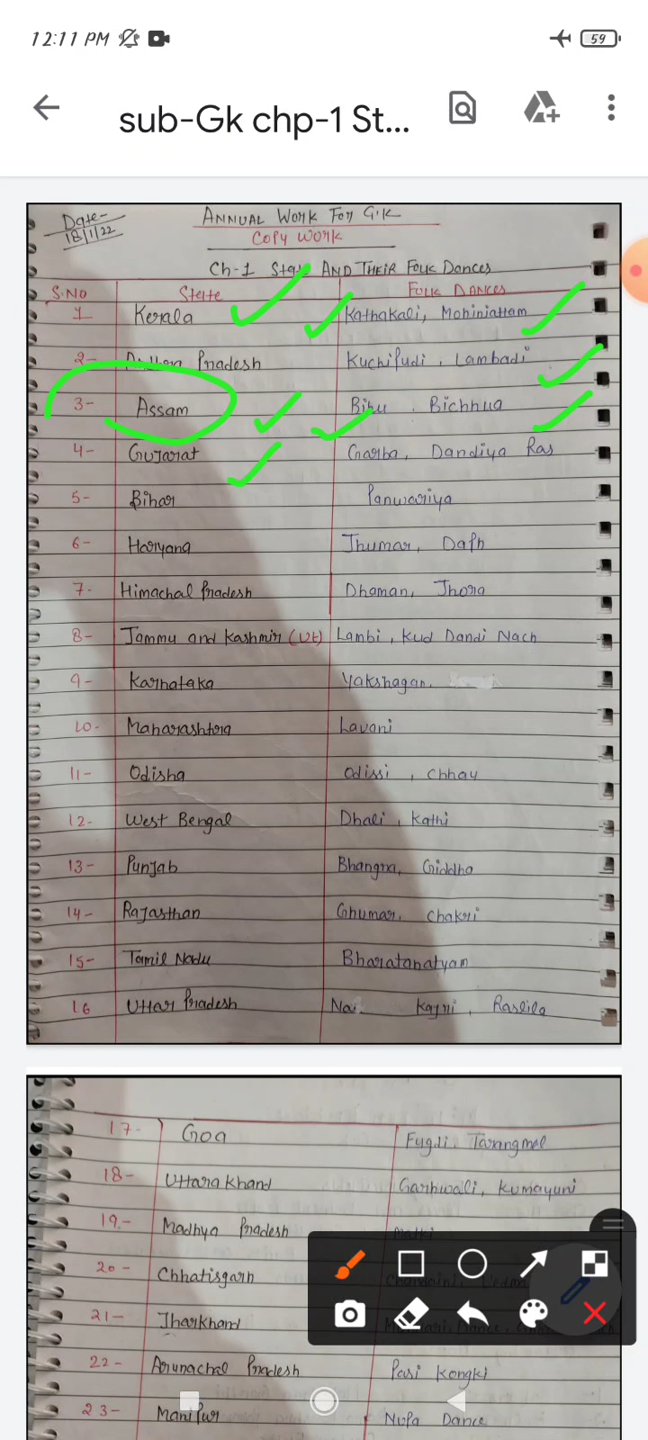 12:11 PM 59
sub-Gk chp-1 St...
Date-
18/1/22
ANNUAL WORK FOR G.K
COPY WORK
Ch-1 AND THEIR FOLK DANCES
S.NO State FOLK DANCES
1 Kerala Kathakali, Mohiniattam
2- Pradesh Kuchipudi, Lambadi
3- Assam Bihu, Bichhua
4- Gujarat Garba, Dandiya Ras
5- Bihar Panwariya
6- Haryana Jhumar, Daph
7- Himachal Pradesh Dhaman, Jhora
8- Jammu and Kashmir (Ut) Lambi, Kud Dandi Nach
9- Karnataka Yakshagan,
10- Maharashtra Lavani
11- Odisha Odissi, Chhay
12- West Bengal Dhali, Kathi
13- Punjab Bhangra, Giddha
14- Rajasthan Ghumar, Chakri
15- Tamil Nadu Bharatanatyam
16 Uttar Pradesh Kajri, Raslila
17- Goa Fugdi, Tarangmel
18- Uttarakhand Garhwali, Kumayuni
19- Madhya Pradesh
20- Chhatisgarh
21- Jharkhand
22- Arunachal Pradesh Pasi Kongki
23- Manipur Nupa Dance